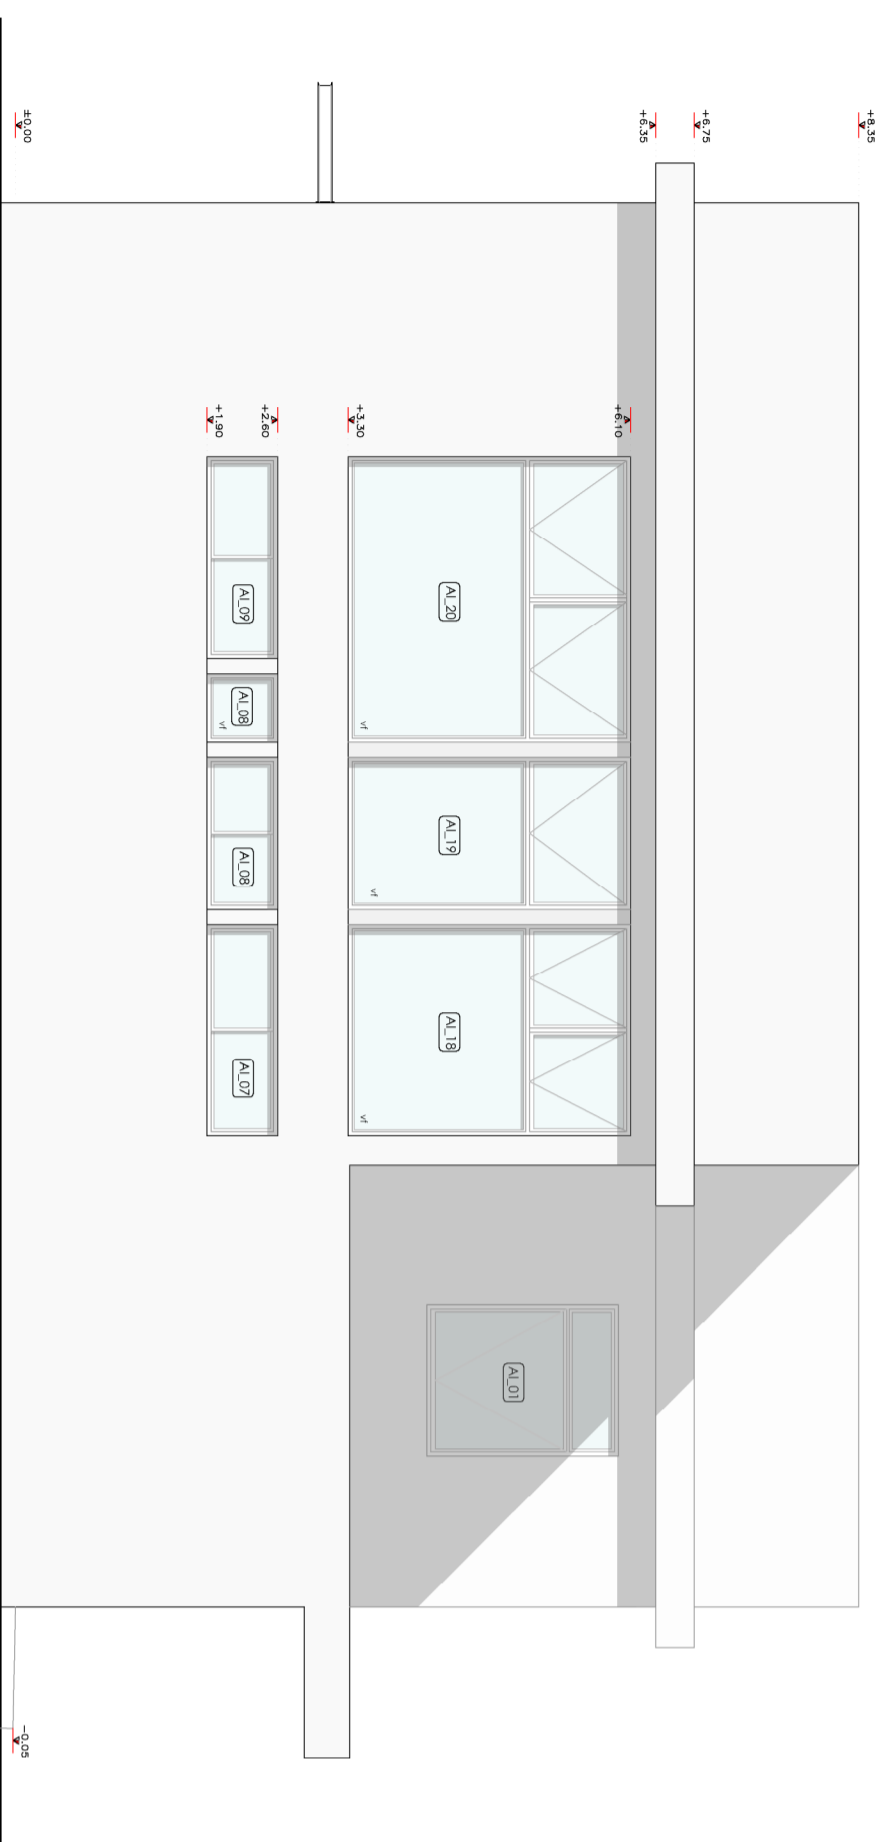 +8.35
+6.75
+6.35
+6.10
AI_01
AI_20
AI_19
AI_18
vf
vf
vf
+3.30
+2.60
AI_09
AI_08
AI_08
AI_07
vf
+1.90
±0.00
-0.05